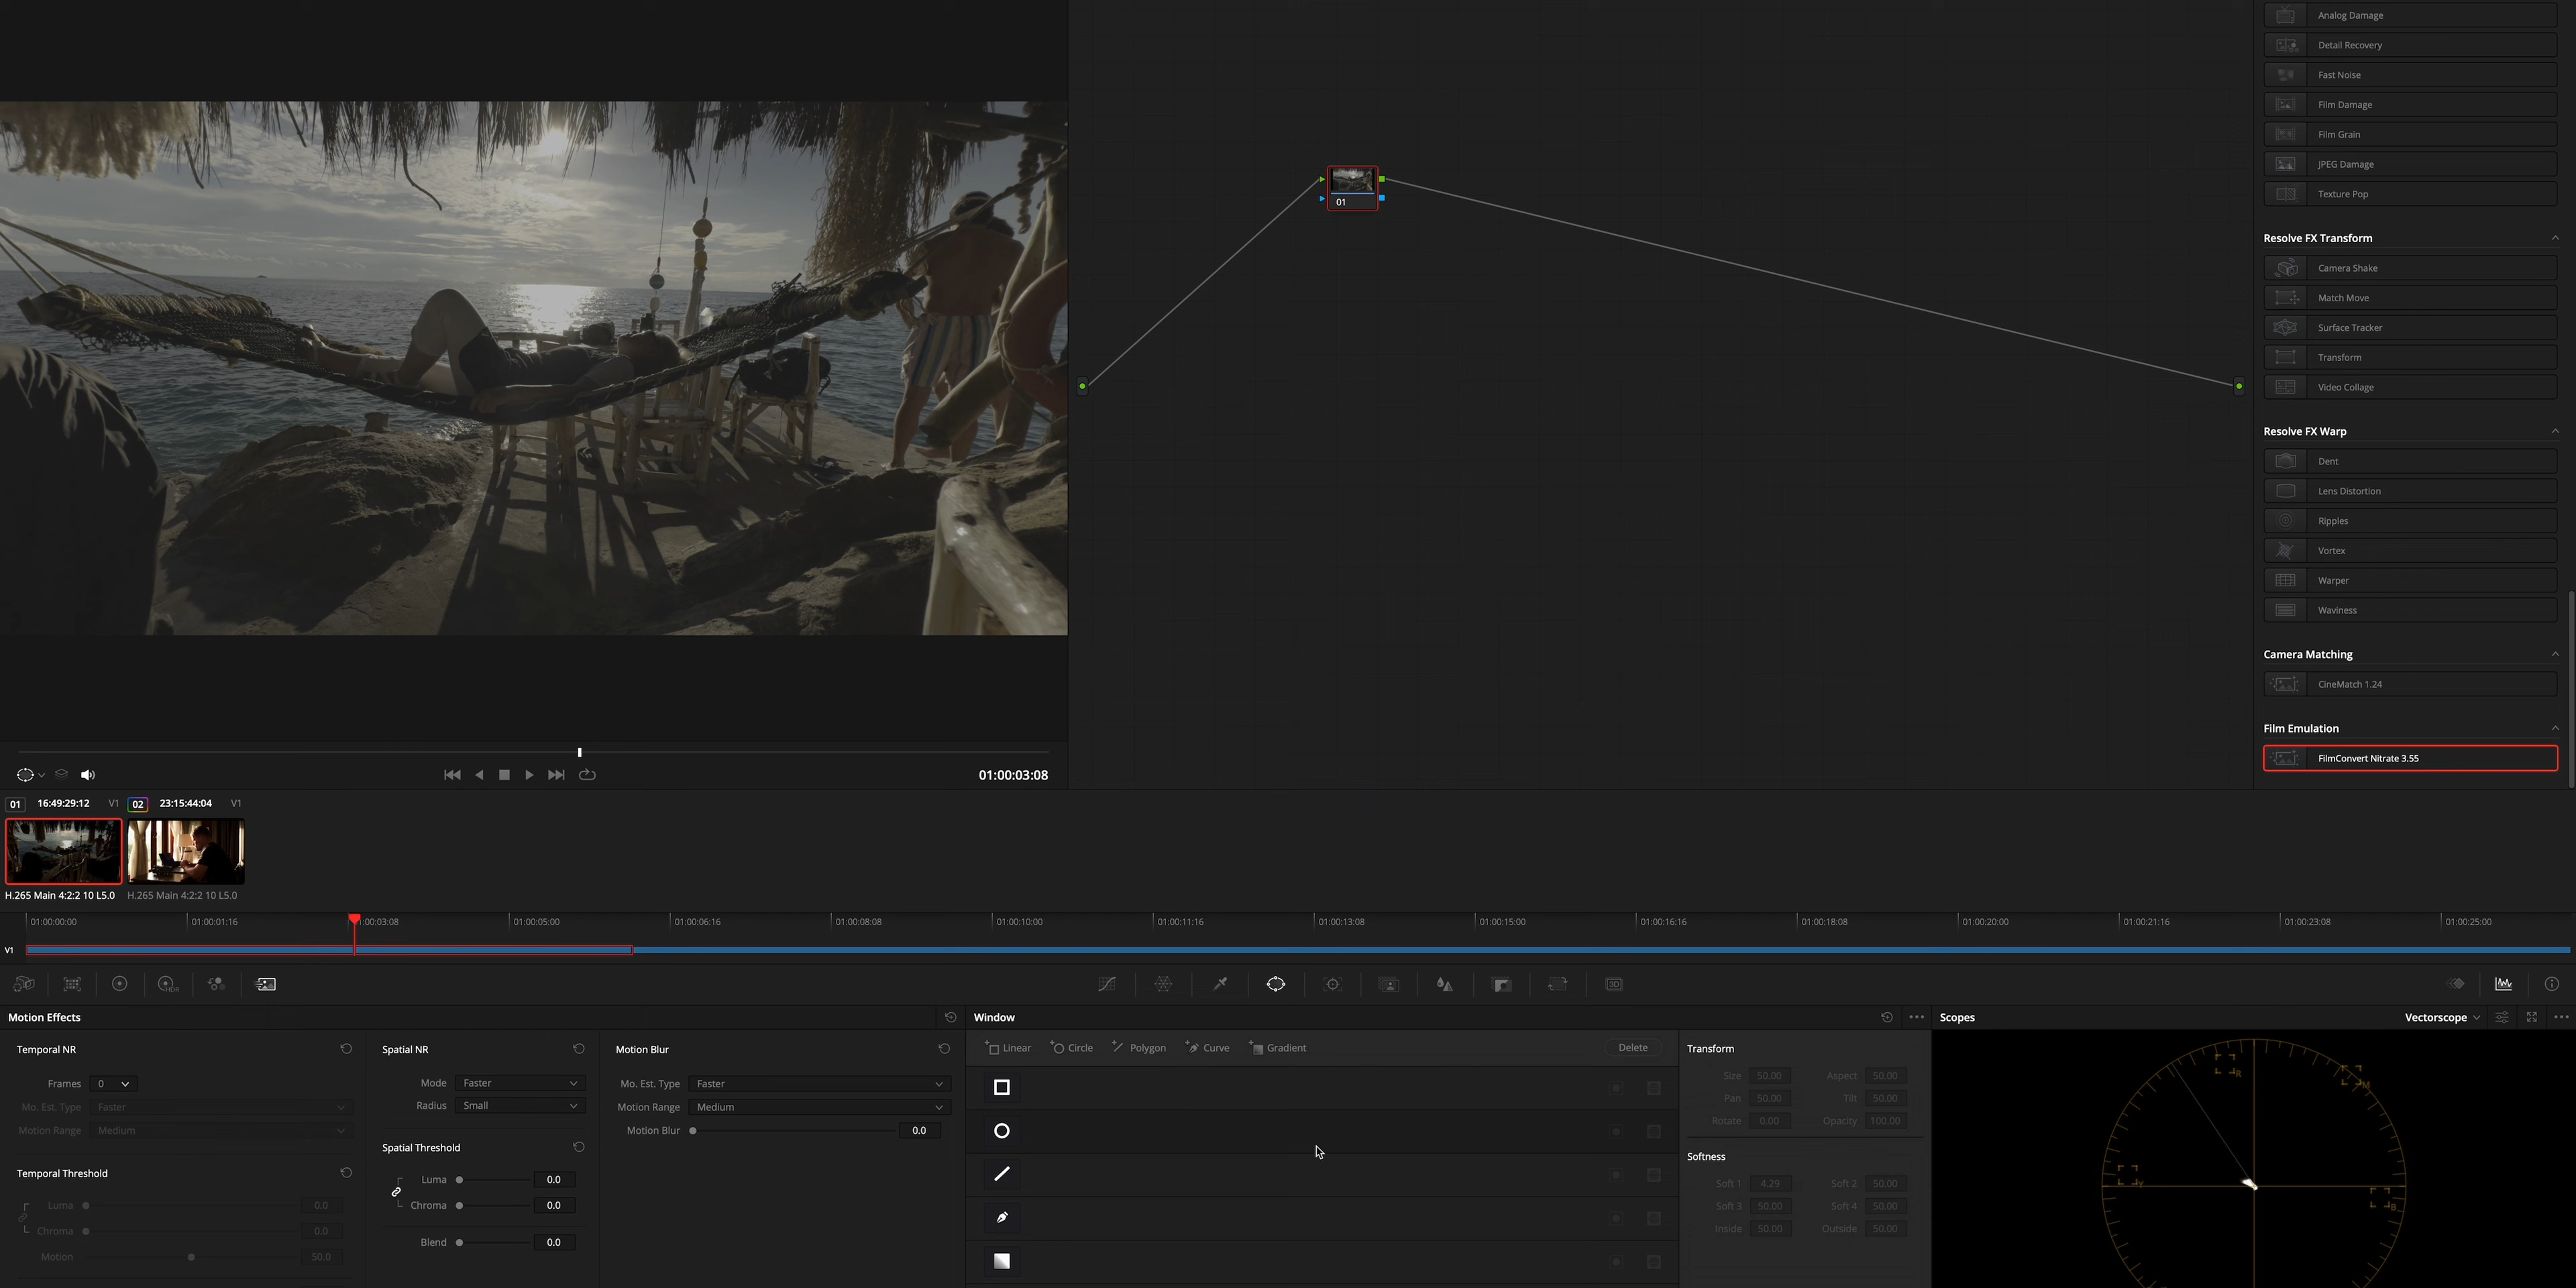 Analog Damage
Detail Recovery
Fast Noise
Film Damage
Film Grain
JPEG Damage
Texture Pop
Resolve FX Transform
Camera Shake
Match Move
Surface Tracker
Transform
Video Collage
Resolve FX Warp
Dent
Lens Distortion
Ripples
Vortex
Warper
Waviness
Camera Matching
CineMatch 1.24
Film Emulation
FilmConvert Nitrate 3.55
01
01:00:03:08
01 16:49:29:12 V1 02 23:15:44:04 V1
H.265 Main 4:2:2 10 L5.0 H.265 Main 4:2:2 10 L5.0
01:00:00:00 01:00:01:16 :00:03:08 01:00:05:00 01:00:06:16 01:00:08:08 01:00:10:00 01:00:11:16 01:00:13:08 01:00:15:00 01:00:16:16 01:00:18:08 01:00:20:00 01:00:21:16 01:00:23:08 01:00:25:00
V1
HDR
3D
Motion Effects
Temporal NR
Frames 0
Mo. Est. Type Faster
Motion Range Medium
Temporal Threshold
Luma 0.0
Chroma 0.0
Motion 50.0
Spatial NR
Mode Faster
Radius Small
Spatial Threshold
Luma 0.0
Chroma 0.0
Blend 0.0
Motion Blur
Mo. Est. Type Faster
Motion Range Medium
Motion Blur 0.0
Window
Linear Circle Polygon Curve Gradient Delete
Transform
Size 50.00 Aspect 50.00
Pan 50.00 Tilt 50.00
Rotate 0.00 Opacity 100.00
Softness
Soft 1 4.29 Soft 2 50.00
Soft 3 50.00 Soft 4 50.00
Inside 50.00 Outside 50.00
Scopes Vectorscope
R
M
Y
B